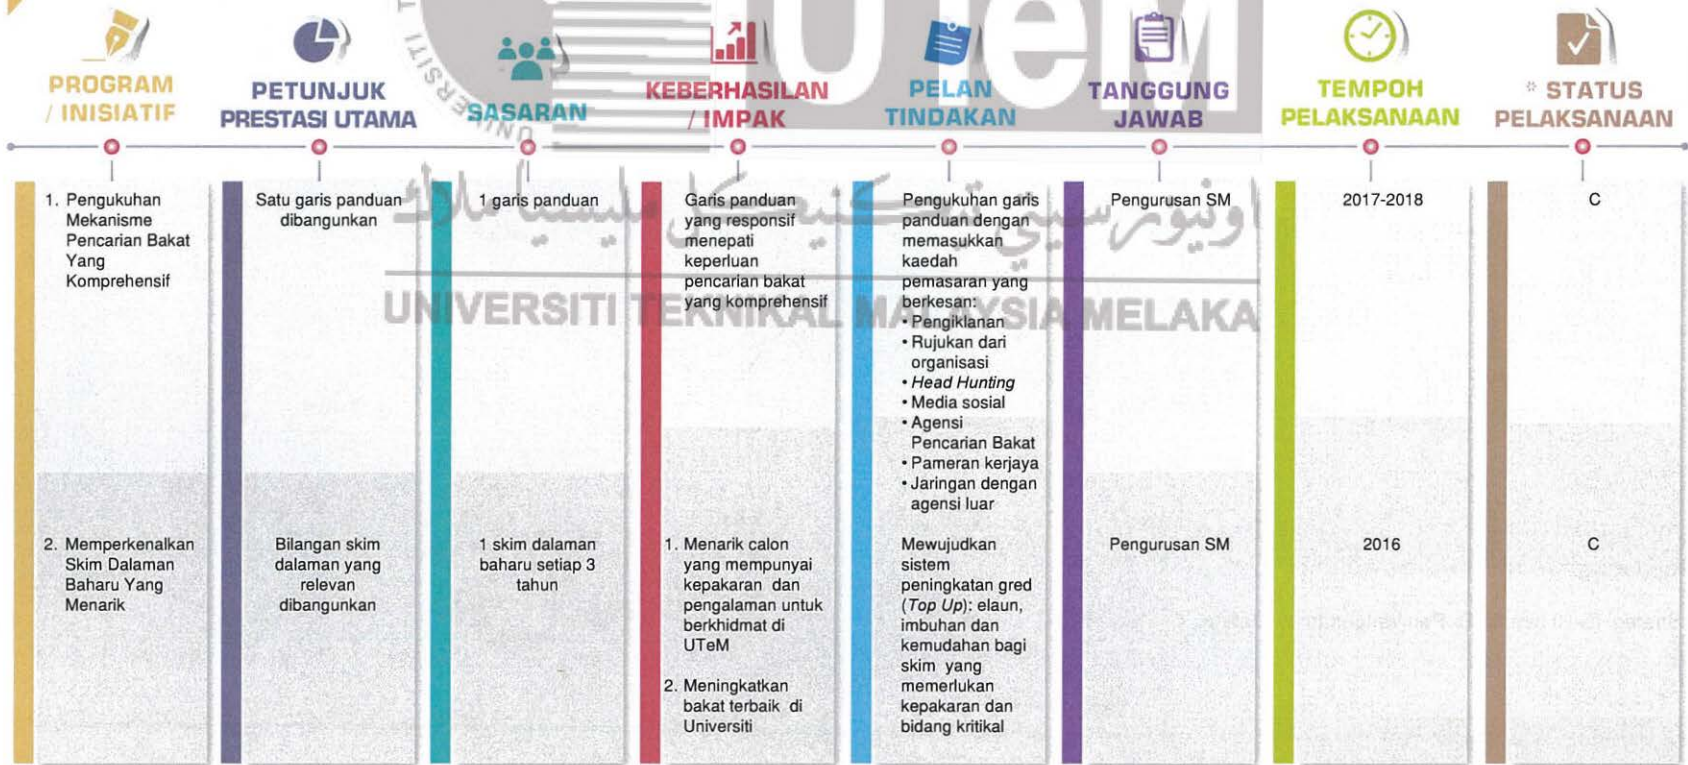 UTeM
UNIVERSITI
PROGRAM
/ INISIATIF
PETUNJUK
PRESTASI UTAMA
SASARAN
KEBERHASILAN
/ IMPAK
PELAN
TINDAKAN
TANGGUNG
JAWAB
TEMPOH
PELAKSANAAN
* STATUS
PELAKSANAAN
1. Pengukuhan
Mekanisme
Pencarian Bakat
Yang
Komprehensif
Satu garis panduan
dibangunkan
1 garis panduan
Garis panduan
yang responsif
menepati
keperluan
pencarian bakat
yang komprehensif
Pengukuhan garis
panduan dengan
memasukkan
kaedah
pemasaran yang
berkesan:
• Pengiklanan
• Rujukan dari
organisasi
• Head Hunting
• Media sosial
• Agensi
Pencarian Bakat
• Pameran kerjaya
• Jaringan dengan
agensi luar
Pengurusan SM
2017-2018
C
اونيورسيتي تيكنيكل مليسيا ملاك
UNIVERSITI TEKNIKAL MALAYSIA MELAKA
2. Memperkenalkan
Skim Dalaman
Baharu Yang
Menarik
Bilangan skim
dalaman yang
relevan
dibangunkan
1 skim dalaman
baharu setiap 3
tahun
1. Menarik calon
yang mempunyai
kepakaran dan
pengalaman untuk
berkhidmat di
UTeM
2. Meningkatkan
bakat terbaik di
Universiti
Mewujudkan
sistem
peningkatan gred
(Top Up): elaun,
imbuhan dan
kemudahan bagi
skim yang
memerlukan
kepakaran dan
bidang kritikal
Pengurusan SM
2016
C